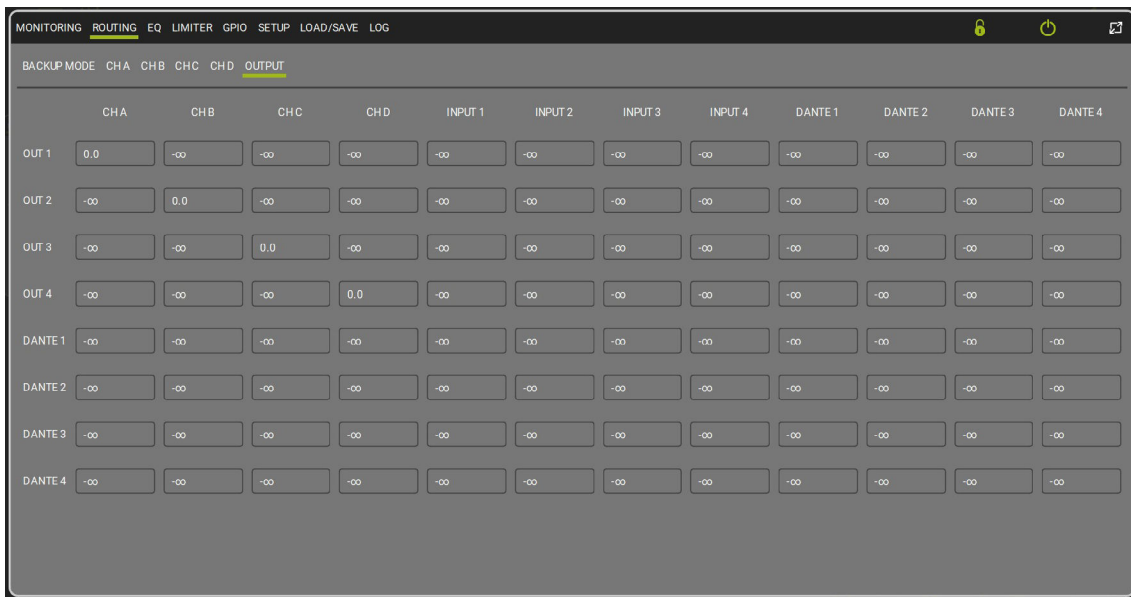 MONITORING ROUTING EQ LIMITER GPIO SETUP LOAD/SAVE LOG
BACKUP MODE CH A CH B CH C CH D OUTPUT
CH A CH B CH C CH D INPUT 1 INPUT 2 INPUT 3 INPUT 4 DANTE 1 DANTE 2 DANTE 3 DANTE 4
OUT 1 0.0 -∞ -∞ -∞ -∞ -∞ -∞ -∞ -∞ -∞ -∞ -∞
OUT 2 -∞ 0.0 -∞ -∞ -∞ -∞ -∞ -∞ -∞ -∞ -∞ -∞
OUT 3 -∞ -∞ 0.0 -∞ -∞ -∞ -∞ -∞ -∞ -∞ -∞ -∞
OUT 4 -∞ -∞ -∞ 0.0 -∞ -∞ -∞ -∞ -∞ -∞ -∞ -∞
DANTE 1 -∞ -∞ -∞ -∞ -∞ -∞ -∞ -∞ -∞ -∞ -∞ -∞
DANTE 2 -∞ -∞ -∞ -∞ -∞ -∞ -∞ -∞ -∞ -∞ -∞ -∞
DANTE 3 -∞ -∞ -∞ -∞ -∞ -∞ -∞ -∞ -∞ -∞ -∞ -∞
DANTE 4 -∞ -∞ -∞ -∞ -∞ -∞ -∞ -∞ -∞ -∞ -∞ -∞